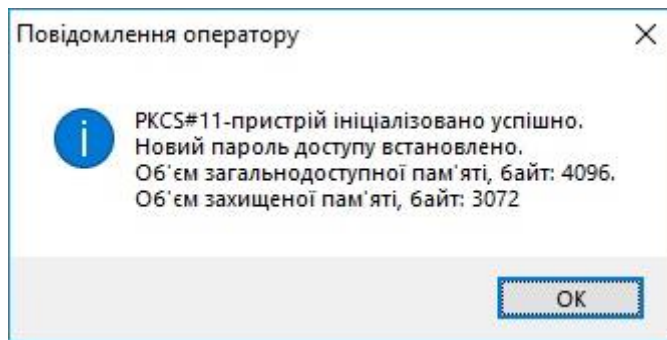 Повідомлення оператору
PKCS#11-пристрій ініціалізовано успішно.
Новий пароль доступу встановлено.
Об'єм загальнодоступної пам'яті, байт: 4096.
Об'єм захищеної пам'яті, байт: 3072
OK